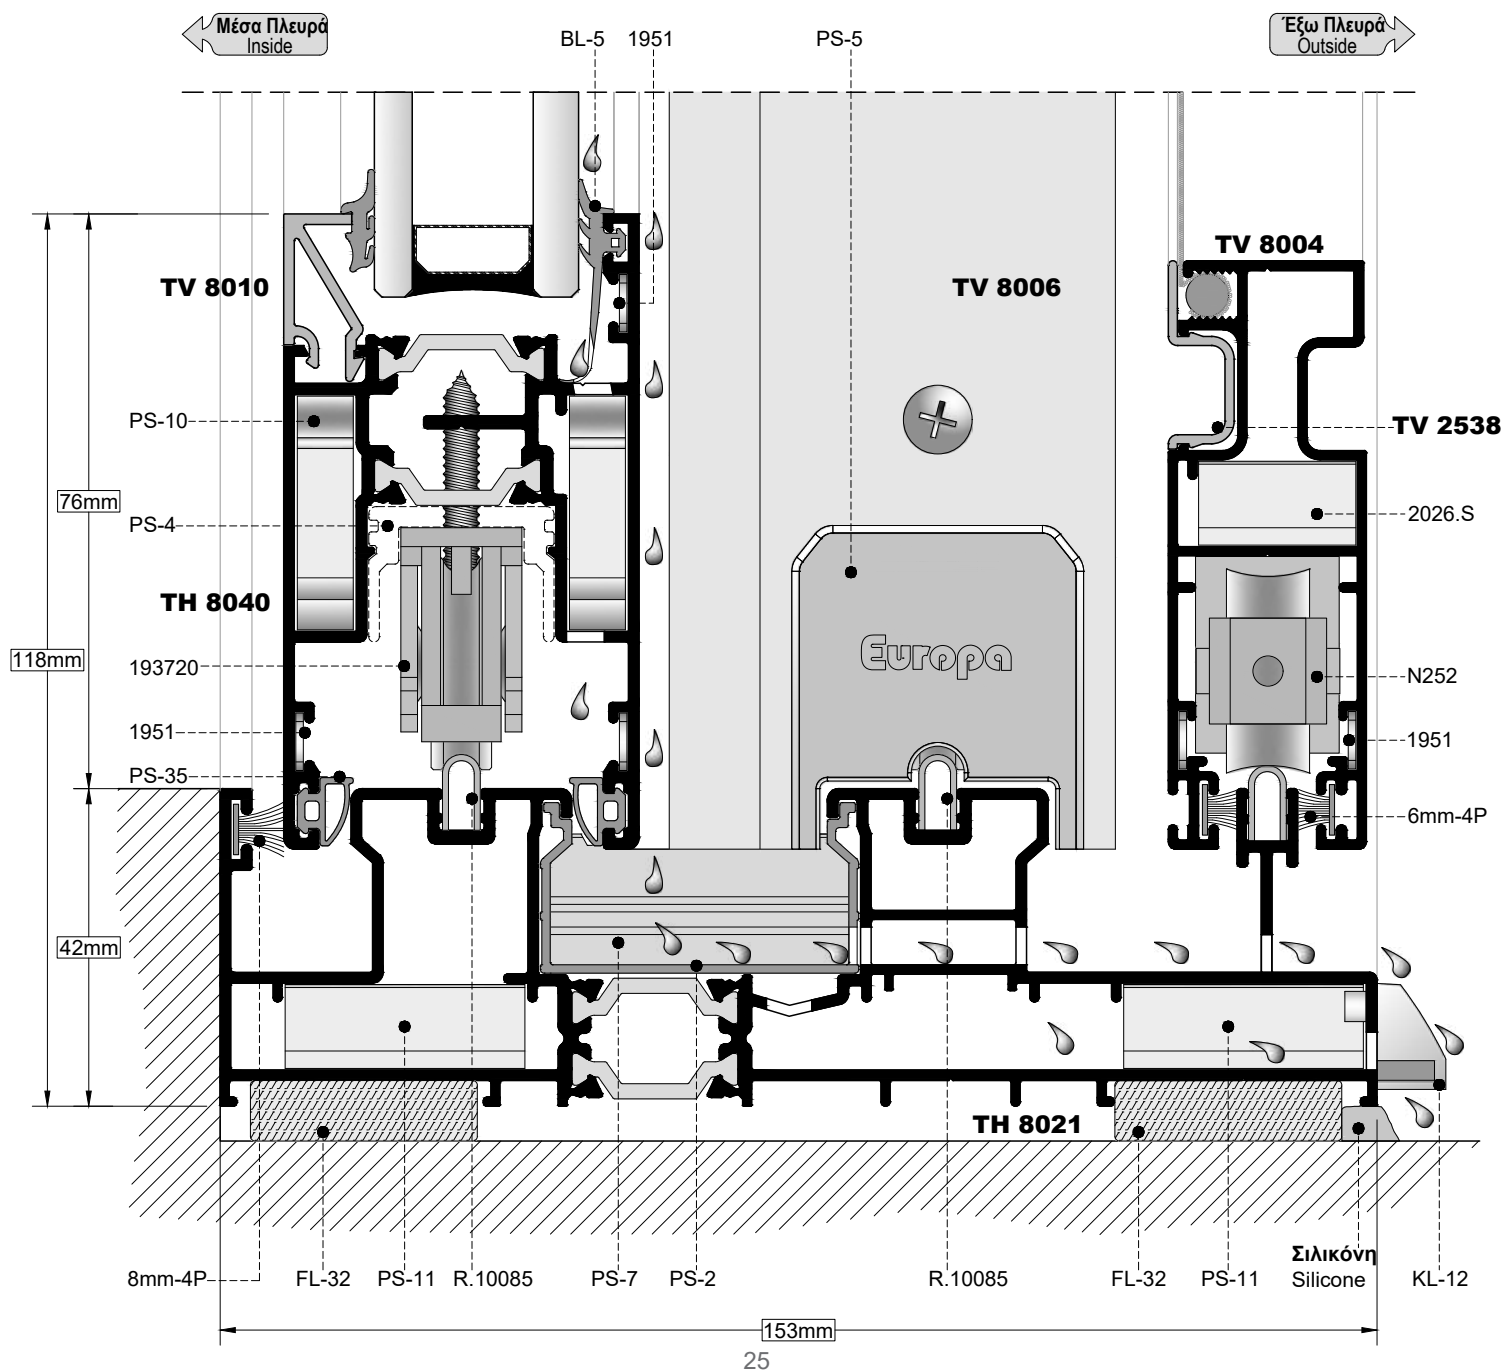 Μέσα Πλευρά
Inside
BL-5
1951
PS-5
Έξω Πλευρά
Outside
TV 8004
TV 8010
TV 8006
PS-10
TV 2538
76mm
PS-4
2026.S
TH 8040
Europa
118mm
193720
N252
1951
1951
PS-35
6mm-4P
42mm
TH 8021
8mm-4P
FL-32
PS-11
R.10085
PS-7
PS-2
R.10085
FL-32
PS-11
Σιλικόνη
Silicone
KL-12
153mm
25